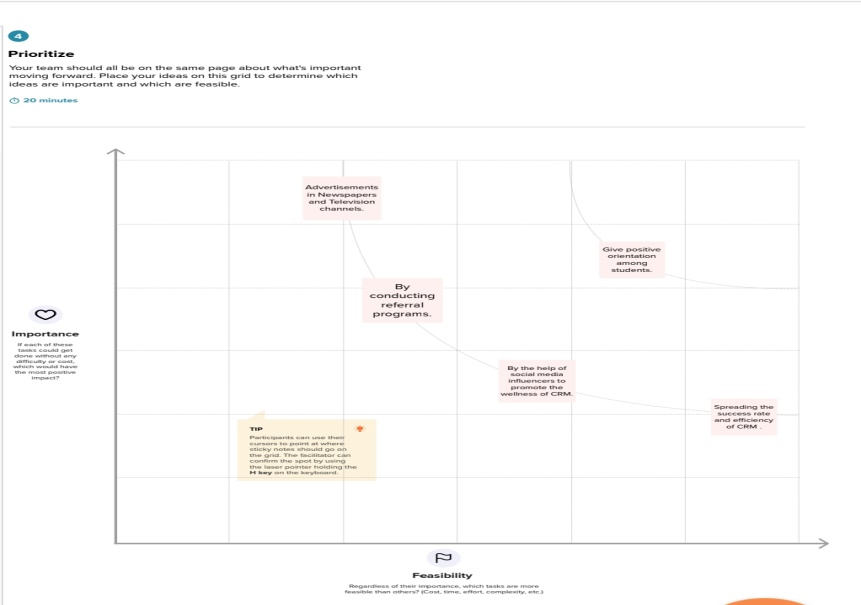 4
Prioritize
Your team should all be on the same page about what's important
moving forward. Place your ideas on this grid to determine which
ideas are important and which are feasible.
20 minutes
Advertisements
in Newspapers
and Television
channels.
Give positive
orientation
among
students.
By
conducting
referral
programs.
Importance
If each of these
tasks could get
done without any
difficulty or cost,
which would have
the most positive
impact?
By the help of
social media
influencers to
promote the
wellness of CRM.
Spreading the
success rate
and efficiency
of CRM .
TIP
Participants can use their
cursors to point at where
sticky notes should go on
the grid. The facilitator can
confirm the spot by using
the laser pointer holding the
H key on the keyboard.
Feasibility
Regardless of their importance, which tasks are more
feasible than others? (Cost, time, effort, complexity, etc.)